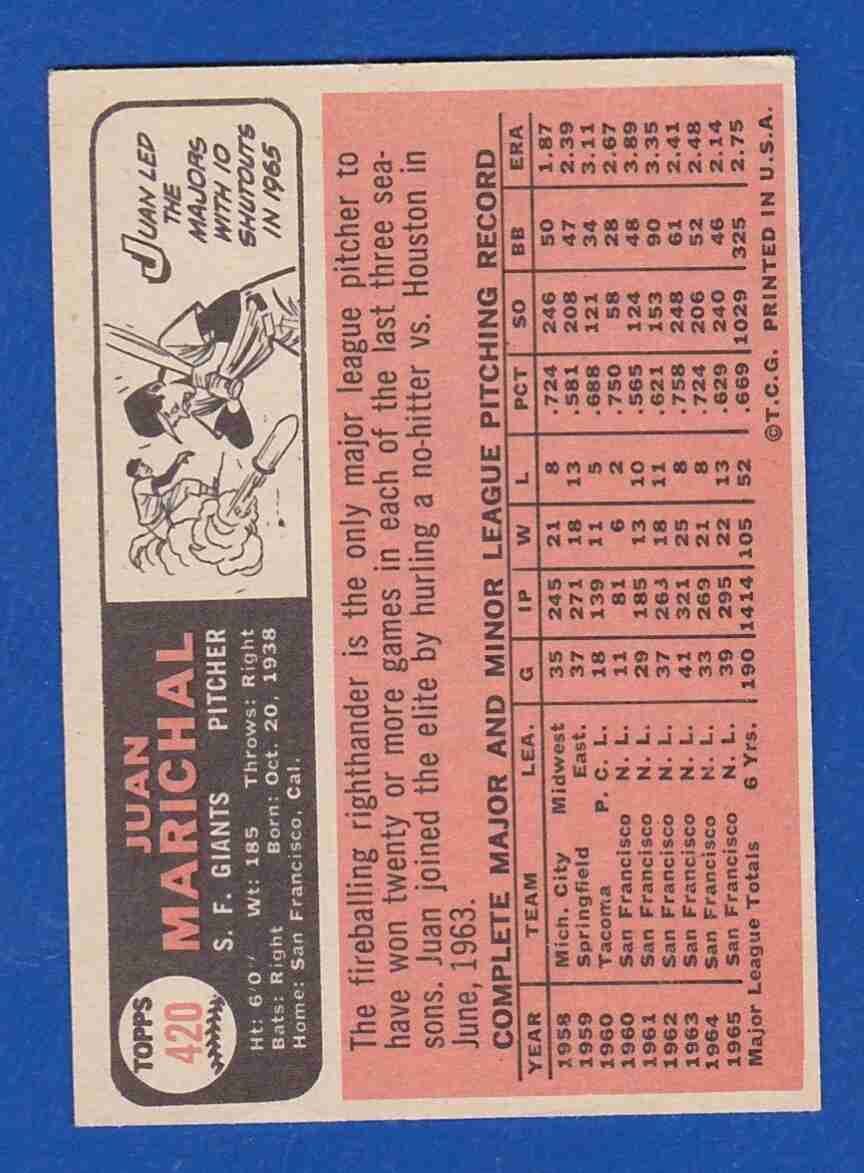 TOPPS
420
JUAN
MARICHAL
S. F. GIANTS PITCHER
Ht: 6'0" Wt: 185 Throws: Right
Bats: Right Born: Oct. 20, 1938
Home: San Francisco, Cal.
JUAN LED
THE
MAJORS
WITH 10
SHUTOUTS
IN 1965
The fireballing righthander is the only major league pitcher to
have won twenty or more games in each of the last three sea-
sons. Juan joined the elite by hurling a no-hitter vs. Houston in
June, 1963.
COMPLETE MAJOR AND MINOR LEAGUE PITCHING RECORD
YEAR TEAM LEA. G IP W L PCT SO BB ERA
1958 Mich. City Midwest 35 245 21 8 .724 246 50 1.87
1959 Springfield East. 37 271 18 13 .581 208 47 2.39
1960 Tacoma P. C. L. 18 139 11 5 .688 121 34 3.11
1960 San Francisco N. L. 11 81 6 2 .750 58 28 2.67
1961 San Francisco N. L. 29 185 13 10 .565 124 48 3.89
1962 San Francisco N. L. 37 263 18 11 .621 153 90 3.35
1963 San Francisco N. L. 41 321 25 8 .758 248 61 2.41
1964 San Francisco N. L. 33 269 21 8 .724 206 52 2.48
1965 San Francisco N. L. 39 295 22 13 .629 240 46 2.14
Major League Totals 6 Yrs. 190 1414 105 52 .669 1029 325 2.75
©T.C.G. PRINTED IN U.S.A.